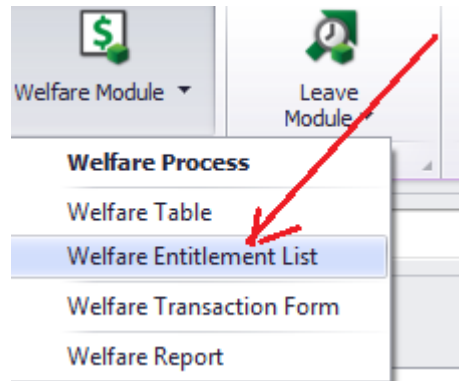 Welfare Module
Leave
Module
Welfare Process
Welfare Table
Welfare Entitlement List
Welfare Transaction Form
Welfare Report